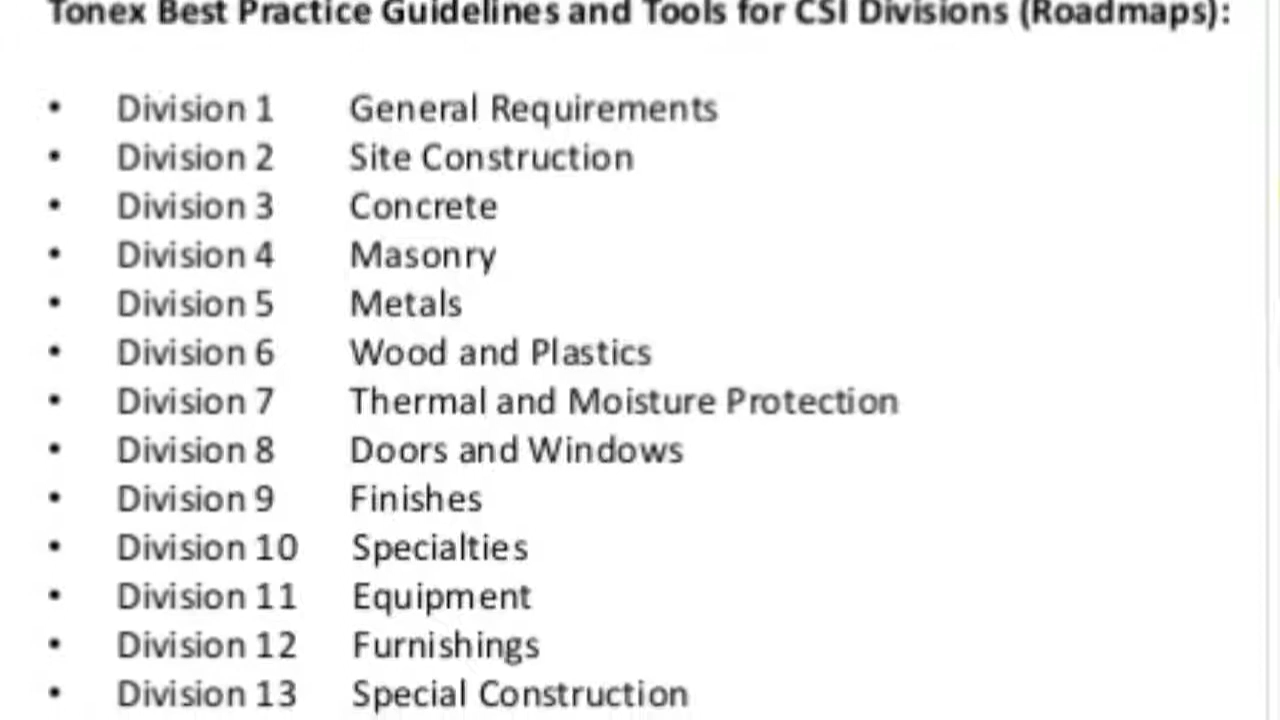 Tonex Best Practice Guidelines and Tools for CSI Divisions (Roadmaps):
• Division 1 General Requirements
• Division 2 Site Construction
• Division 3 Concrete
• Division 4 Masonry
• Division 5 Metals
• Division 6 Wood and Plastics
• Division 7 Thermal and Moisture Protection
• Division 8 Doors and Windows
• Division 9 Finishes
• Division 10 Specialties
• Division 11 Equipment
• Division 12 Furnishings
• Division 13 Special Construction